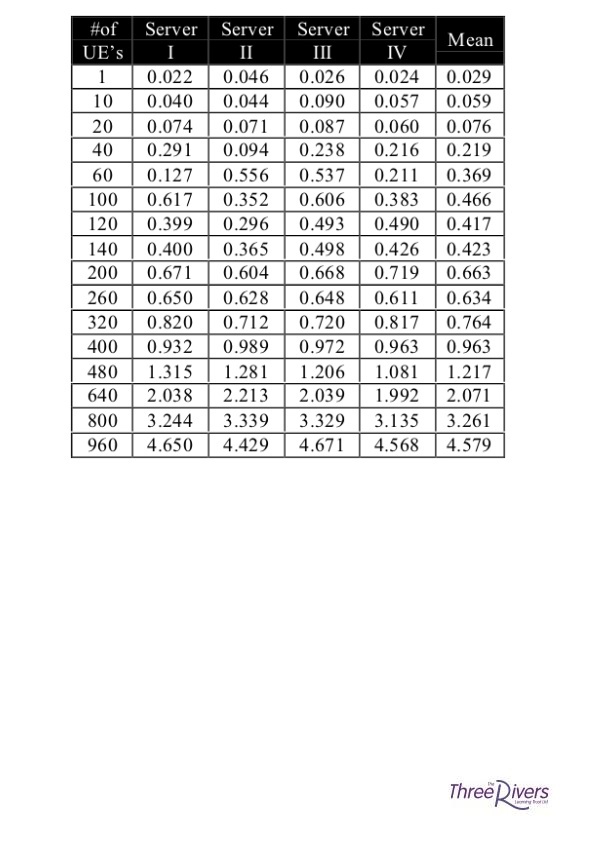 #of UE's Server I Server II Server III Server IV Mean
1 0.022 0.046 0.026 0.024 0.029
10 0.040 0.044 0.090 0.057 0.059
20 0.074 0.071 0.087 0.060 0.076
40 0.291 0.094 0.238 0.216 0.219
60 0.127 0.556 0.537 0.211 0.369
100 0.617 0.352 0.606 0.383 0.466
120 0.399 0.296 0.493 0.490 0.417
140 0.400 0.365 0.498 0.426 0.423
200 0.671 0.604 0.668 0.719 0.663
260 0.650 0.628 0.648 0.611 0.634
320 0.820 0.712 0.720 0.817 0.764
400 0.932 0.989 0.972 0.963 0.963
480 1.315 1.281 1.206 1.081 1.217
640 2.038 2.213 2.039 1.992 2.071
800 3.244 3.339 3.329 3.135 3.261
960 4.650 4.429 4.671 4.568 4.579
The
Three Rivers
Learning Trust Ltd